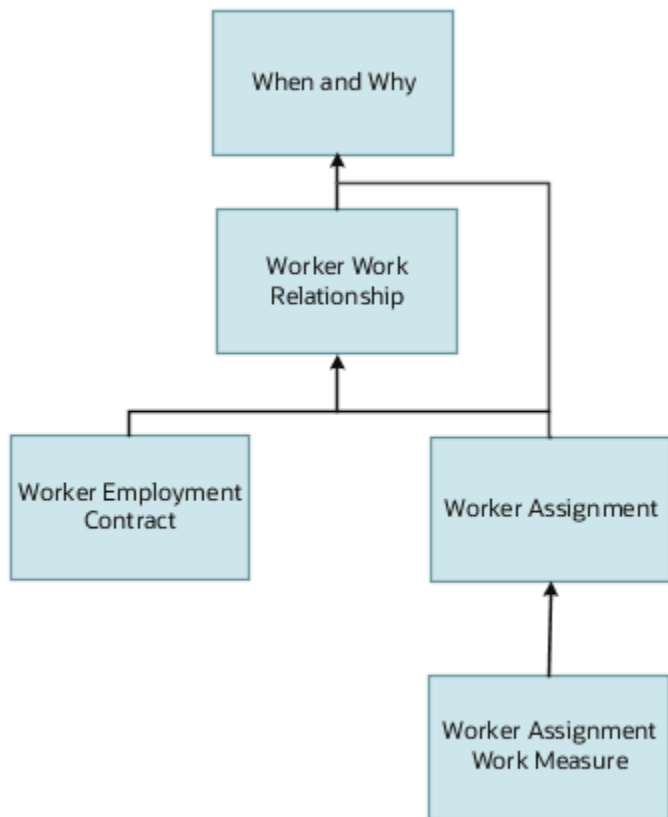 When and Why
Worker Work
Relationship
Worker Employment
Contract
Worker Assignment
Worker Assignment
Work Measure